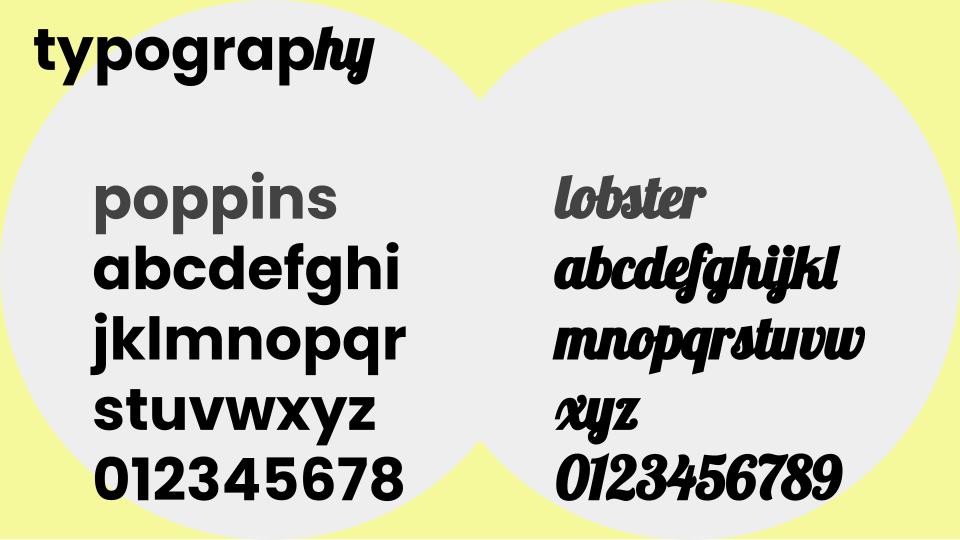 typography
poppins
abcdefghi
jklmnopqr
stuvwxyz
012345678
lobster
abcdefghijkl
mnopqrstuvw
xyz
0123456789